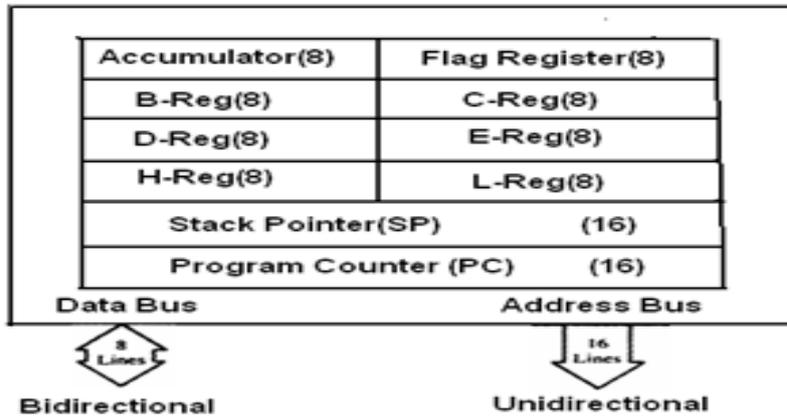 Accumulator(8) Flag Register(8)
B-Reg(8) C-Reg(8)
D-Reg(8) E-Reg(8)
H-Reg(8) L-Reg(8)
Stack Pointer(SP) (16)
Program Counter (PC) (16)
Data Bus Address Bus
8 Lines 16 Lines
Bidirectional Unidirectional